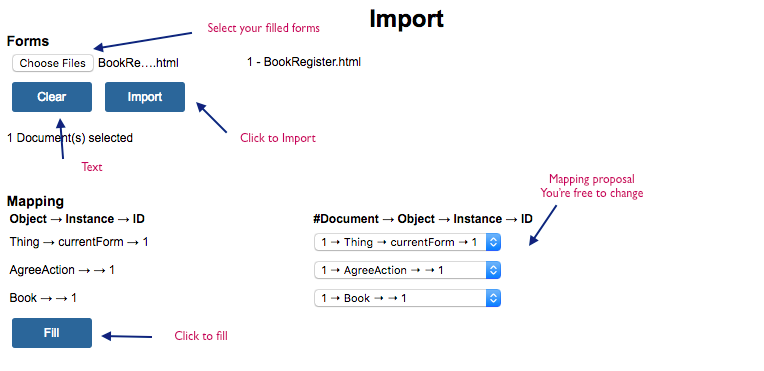 Import
Select your filled forms
Forms
Choose Files BookRe....html 1 - BookRegister.html
Clear Import
1 Document(s) selected
Click to Import
Text
Mapping proposal
You're free to change
Mapping
Object → Instance → ID #Document → Object → Instance → ID
Thing → currentForm → 1 1 → Thing → currentForm → 1
AgreeAction → → 1 1 → AgreeAction → → 1
Book → → 1 1 → Book → → 1
Fill Click to fill